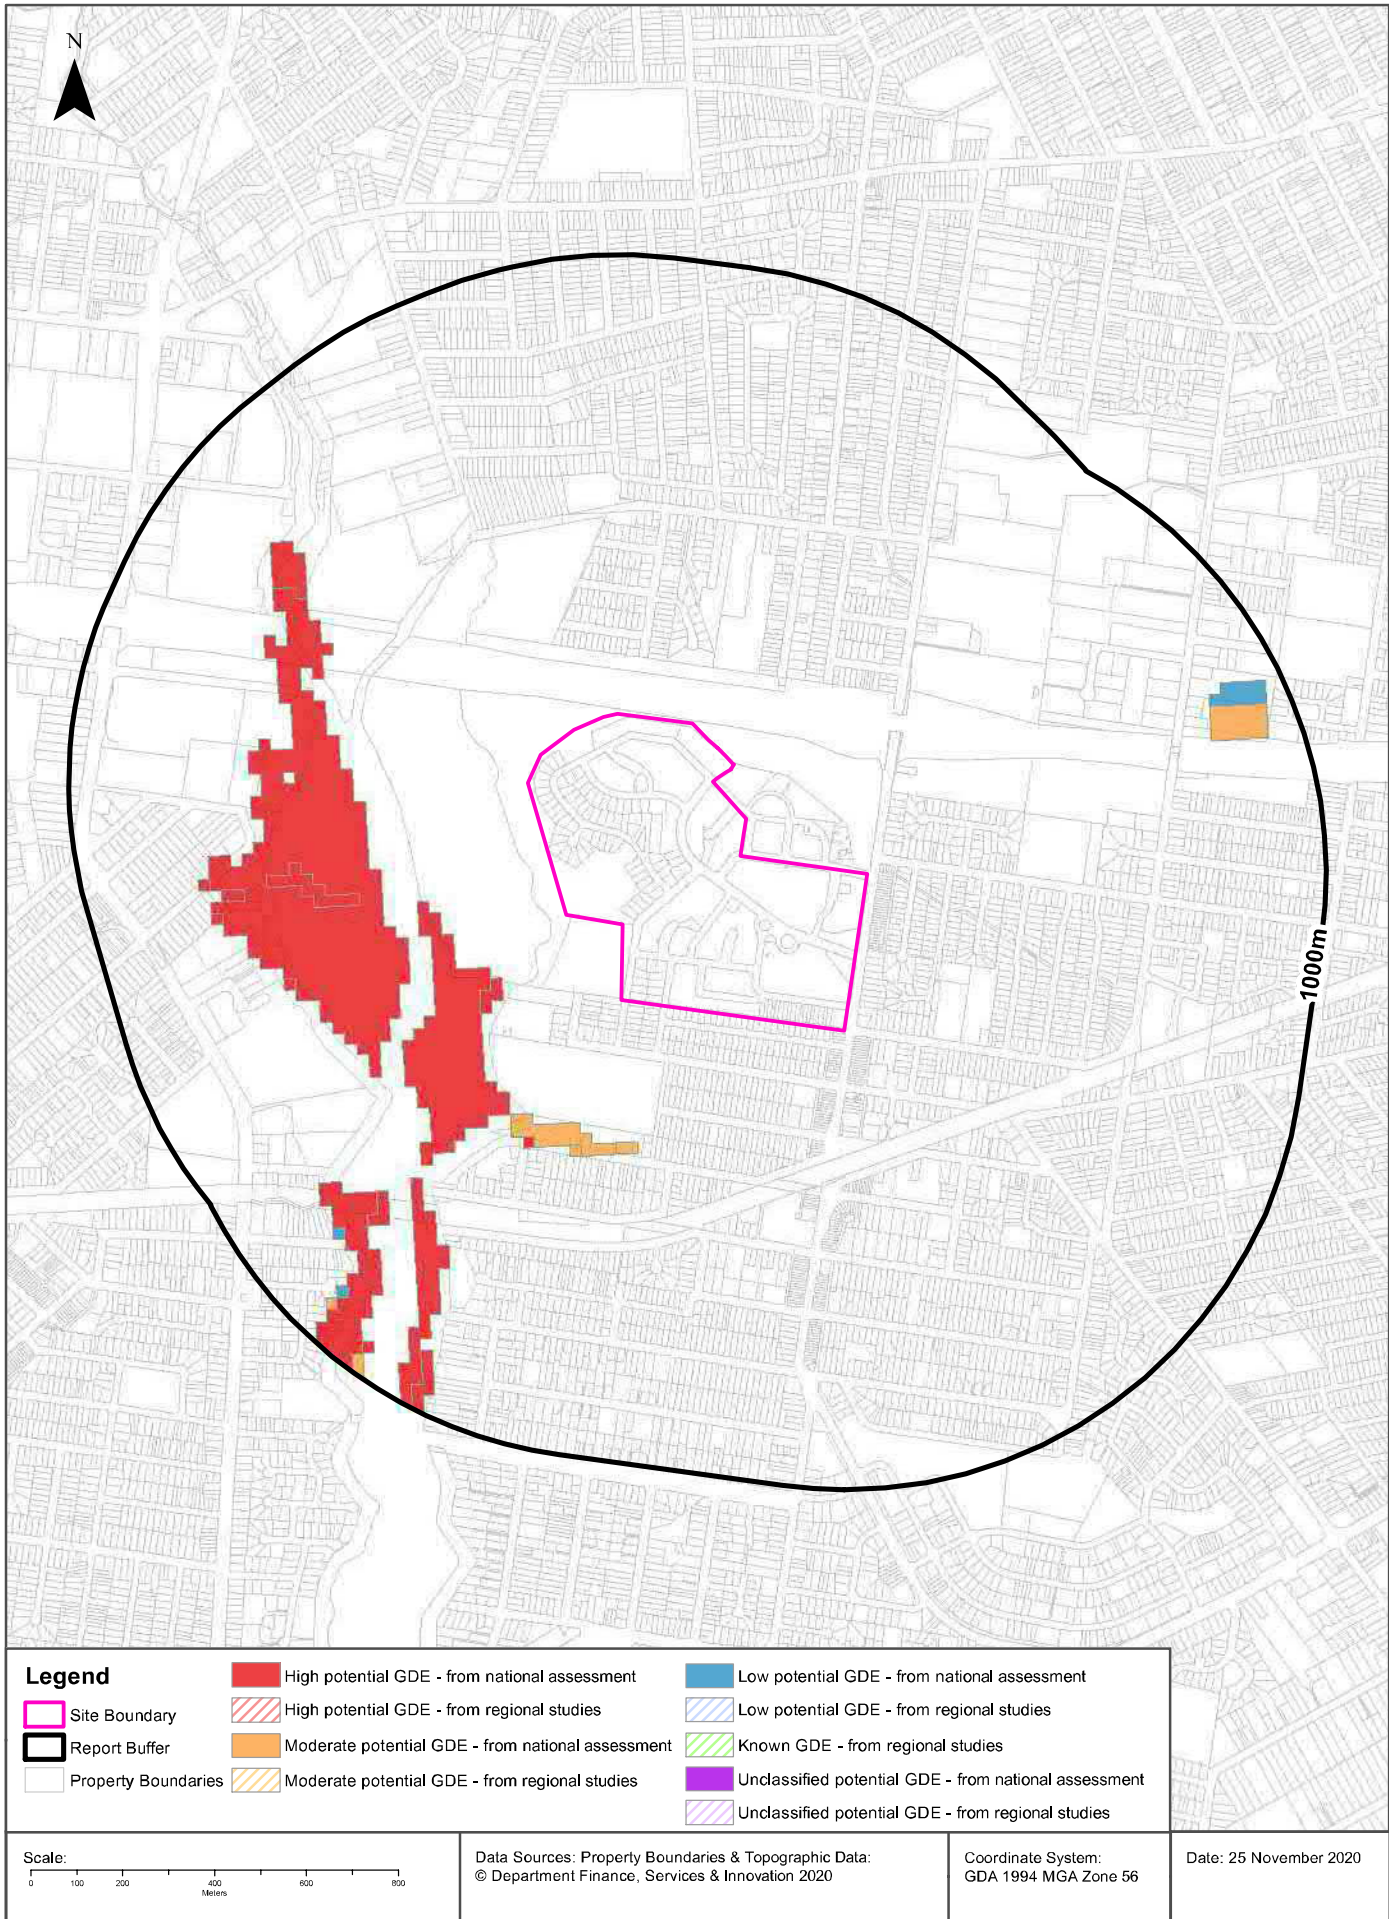 N
1000m
Legend
Site Boundary
Report Buffer
Property Boundaries
High potential GDE - from national assessment
High potential GDE - from regional studies
Moderate potential GDE - from national assessment
Moderate potential GDE - from regional studies
Low potential GDE - from national assessment
Low potential GDE - from regional studies
Known GDE - from regional studies
Unclassified potential GDE - from national assessment
Unclassified potential GDE - from regional studies
Scale:
0 100 200 400 600 800
Meters
Data Sources: Property Boundaries & Topographic Data:
© Department Finance, Services & Innovation 2020
Coordinate System:
GDA 1994 MGA Zone 56
Date: 25 November 2020